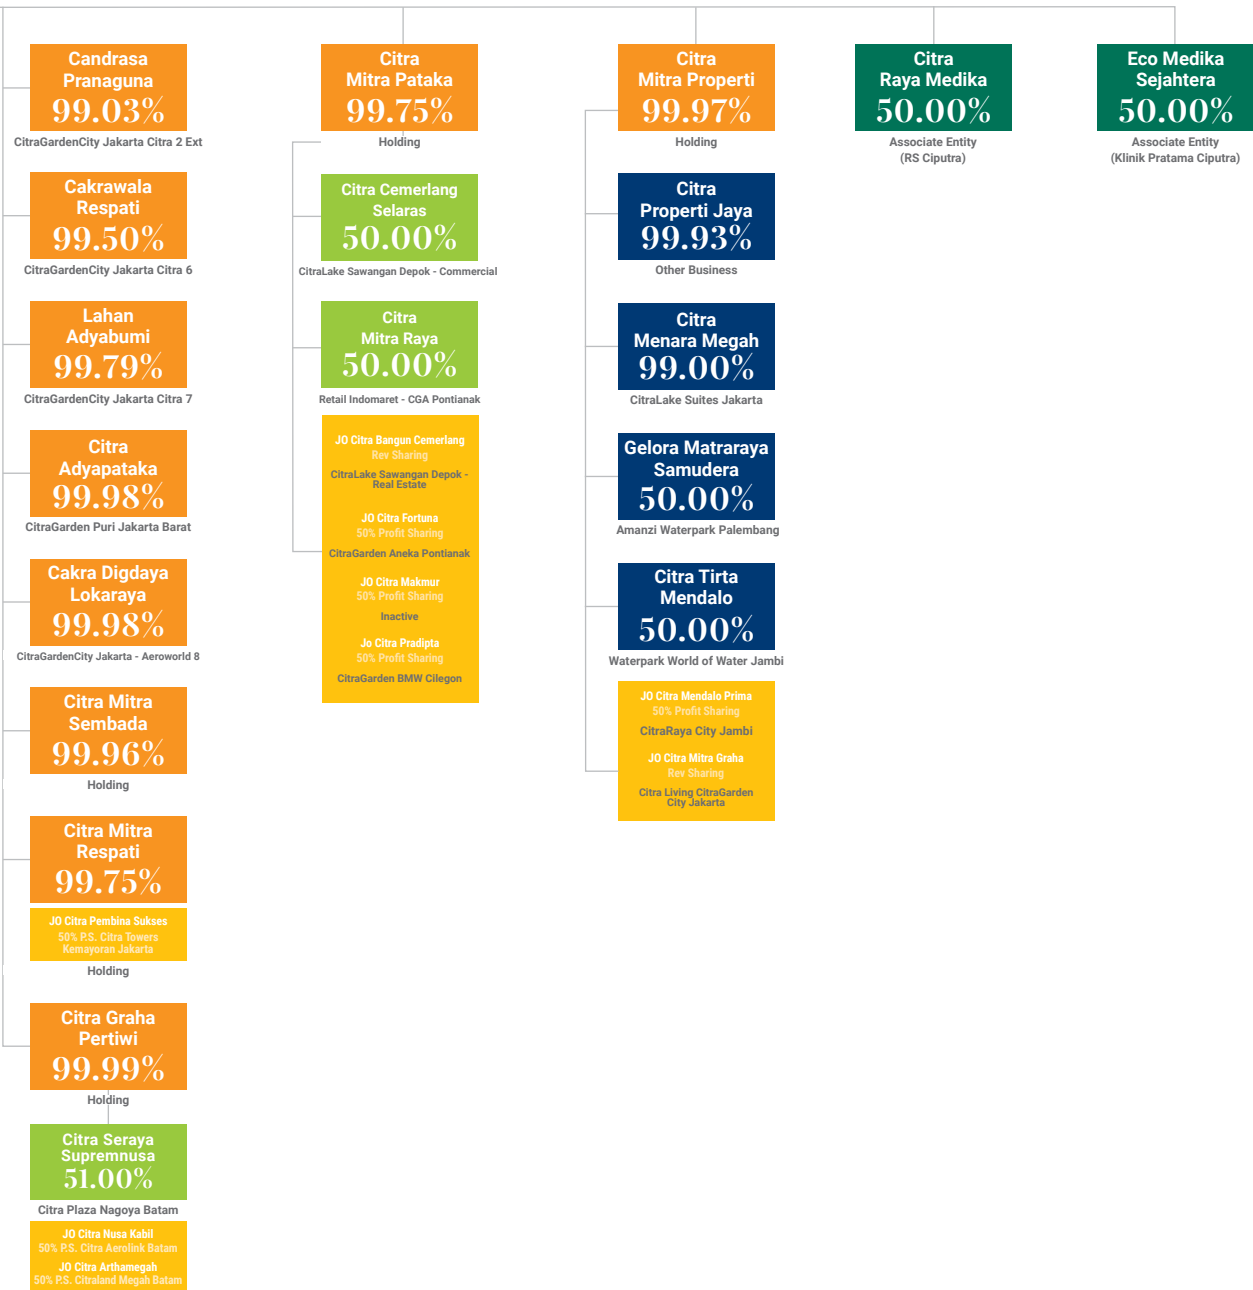 Candrasa
Pranaguna
99.03%
CitraGardenCity Jakarta Citra 2 Ext
Cakrawala
Respati
99.50%
CitraGardenCity Jakarta Citra 6
Lahan
Adyabumi
99.79%
CitraGardenCity Jakarta Citra 7
Citra
Adyapataka
99.98%
CitraGarden Puri Jakarta Barat
Cakra Digdaya
Lokaraya
99.98%
CitraGardenCity Jakarta - Aeroworld 8
Citra Mitra
Sembada
99.96%
Holding
Citra Mitra
Respati
99.75%
JO Citra Pembina Sukses
50% P.S. Citra Towers
Kemayoran Jakarta
Holding
Citra Graha
Pertiwi
99.99%
Holding
Citra Seraya
Supremnusa
51.00%
Citra Plaza Nagoya Batam
JO Citra Nusa Kabil
50% P.S. Citra Aerolink Batam
JO Citra Arthamegah
50% P.S. Citraland Megah Batam
Citra
Mitra Pataka
99.75%
Holding
Citra Cemerlang
Selaras
50.00%
CitraLake Sawangan Depok - Commercial
Citra
Mitra Raya
50.00%
Retail Indomaret - CGA Pontianak
JO Citra Bangun Cemerlang
Rev Sharing
CitraLake Sawangan Depok -
Real Estate
JO Citra Fortuna
50% Profit Sharing
CitraGarden Aneka Pontianak
JO Citra Makmur
50% Profit Sharing
Inactive
Jo Citra Pradipta
50% Profit Sharing
CitraGarden BMW Cilegon
Citra
Mitra Properti
99.97%
Holding
Citra
Properti Jaya
99.93%
Other Business
Citra
Menara Megah
99.00%
CitraLake Suites Jakarta
Gelora Matraraya
Samudera
50.00%
Amanzi Waterpark Palembang
Citra Tirta
Mendalo
50.00%
Waterpark World of Water Jambi
JO Citra Mendalo Prima
50% Profit Sharing
CitraRaya City Jambi
JO Citra Mitra Graha
Rev Sharing
Citra Living CitraGarden
City Jakarta
Citra
Raya Medika
50.00%
Associate Entity
(RS Ciputra)
Eco Medika
Sejahtera
50.00%
Associate Entity
(Klinik Pratama Ciputra)